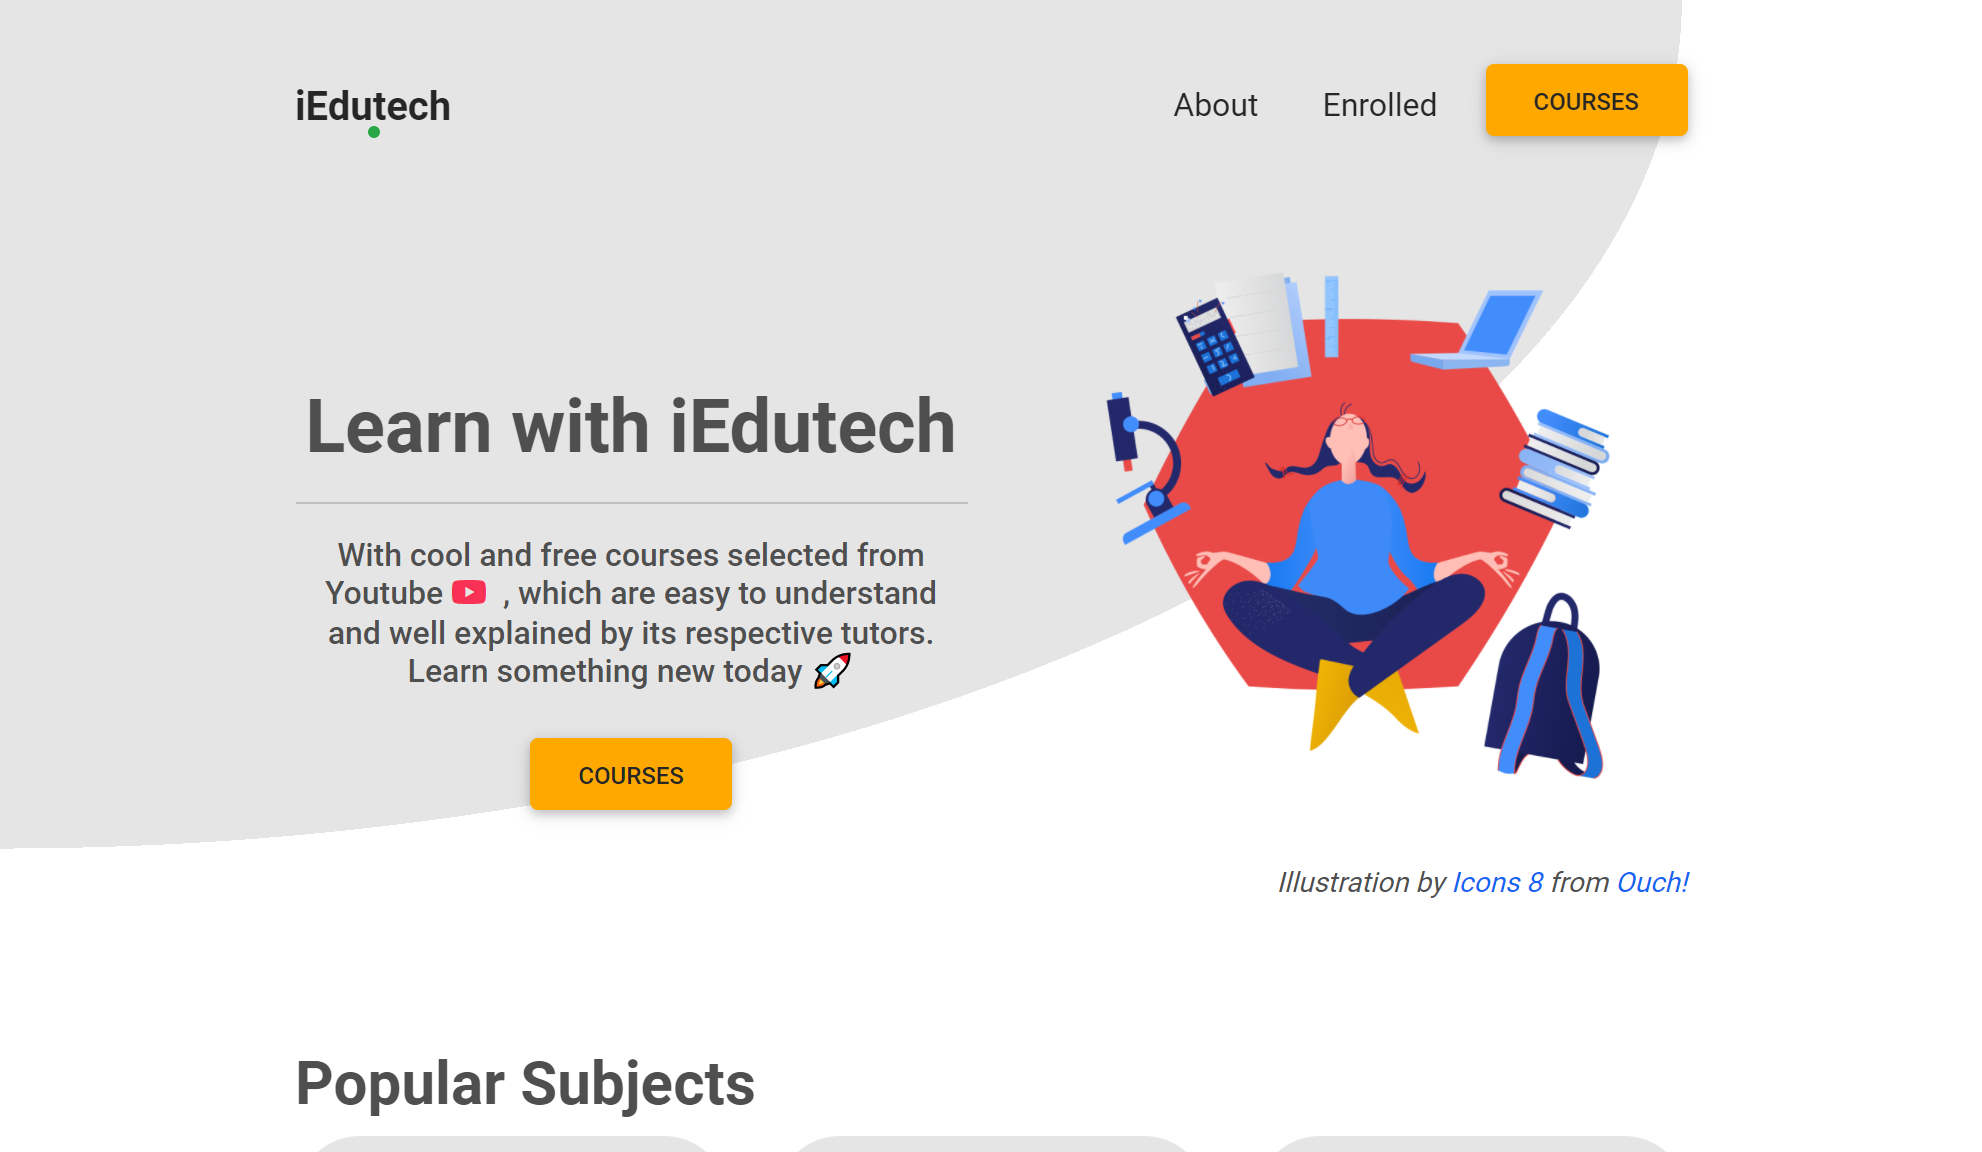 iEdutech
About
Enrolled
COURSES
Learn with iEdutech
With cool and free courses selected from
Youtube , which are easy to understand
and well explained by its respective tutors.
Learn something new today 🚀
COURSES
Illustration by Icons 8 from Ouch!
Popular Subjects